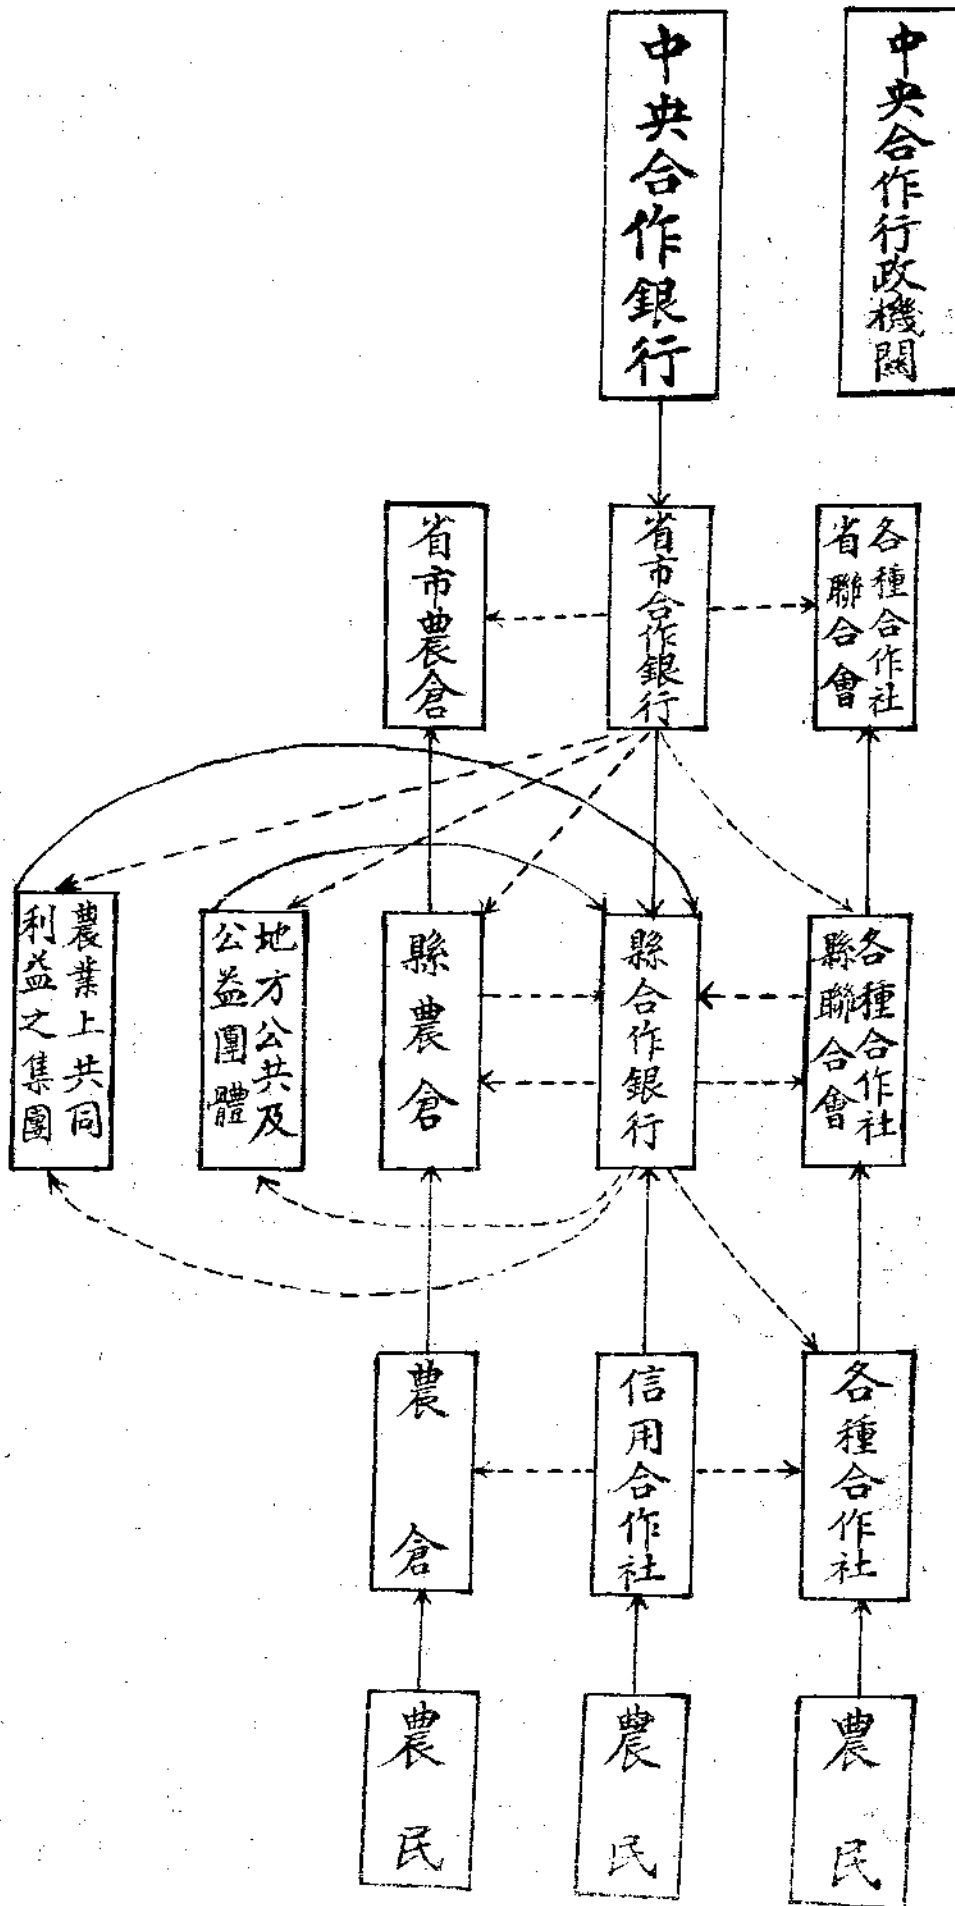 中央合作行政機關
中央合作銀行
各種合作社
省聯合會
省市合作銀行
省市農倉
各種合作社
縣聯合會
縣合作銀行
縣農倉
地方公共及
公益團體
農業上共同
利益之集團
各種合作社
信用合作社
農倉
農民
農民
農民